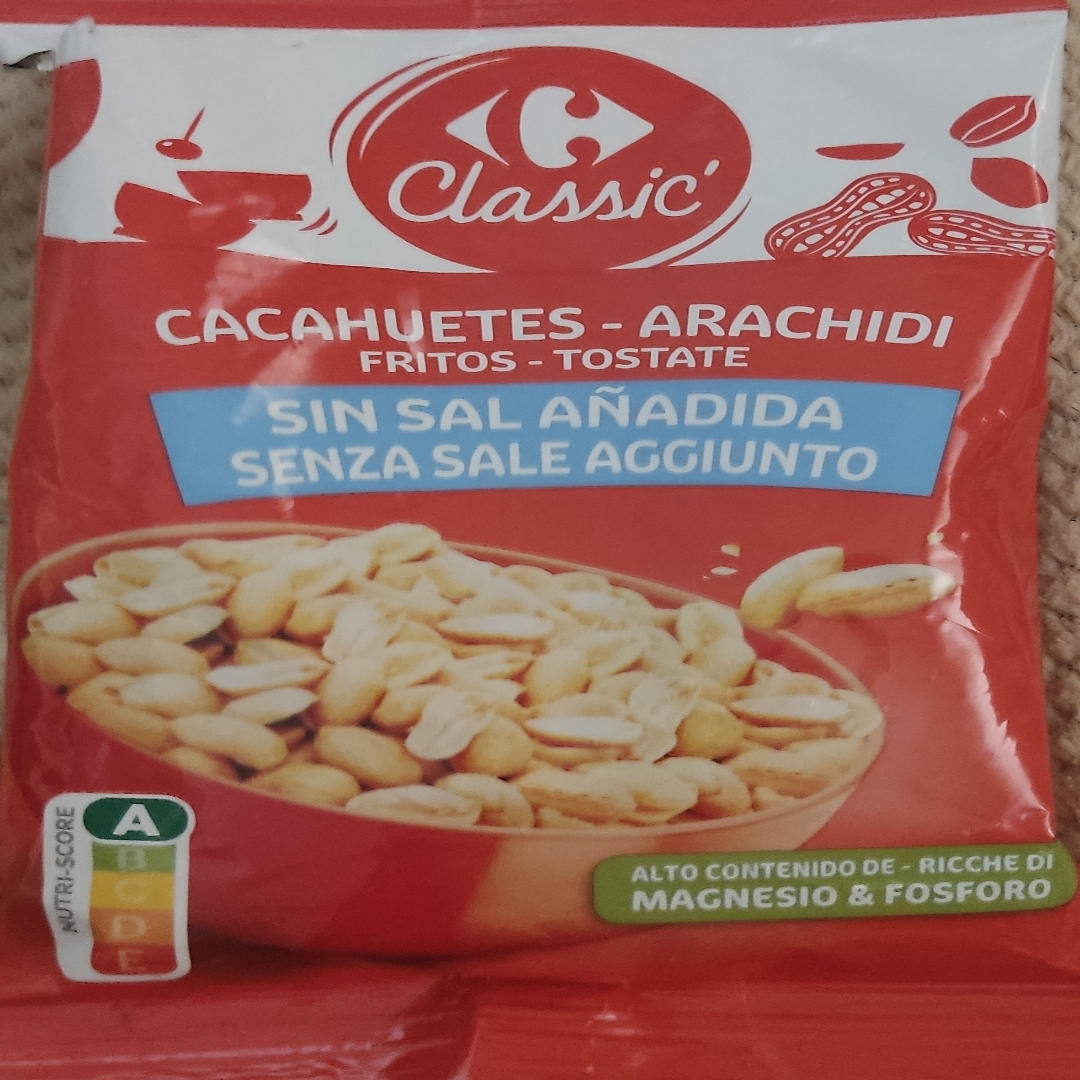 Classic'
CACAHUETES - ARACHIDI
FRITOS - TOSTATE
SIN SAL AÑADIDA
SENZA SALE AGGIUNTO
NUTRI-SCORE
A
B
C
D
E
ALTO CONTENIDO DE - RICCHE DI
MAGNESIO & FOSFORO